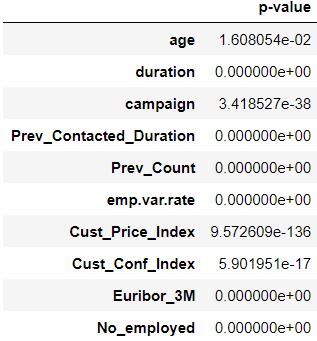 p-value
age 1.608054e-02
duration 0.000000e+00
campaign 3.418527e-38
Prev_Contacted_Duration 0.000000e+00
Prev_Count 0.000000e+00
emp.var.rate 0.000000e+00
Cust_Price_Index 9.572609e-136
Cust_Conf_Index 5.901951e-17
Euribor_3M 0.000000e+00
No_employed 0.000000e+00